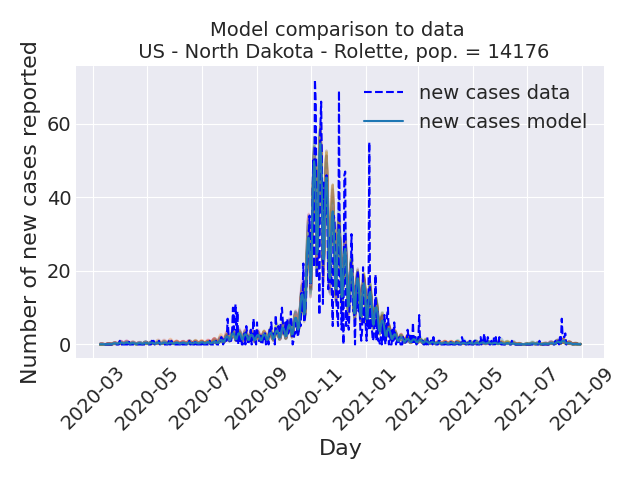 Model comparison to data
US - North Dakota - Rolette, pop. = 14176
Number of new cases reported
60
40
20
0
new cases data
new cases model
2020-03
2020-05
2020-07
2020-09
2020-11
2021-01
2021-03
2021-05
2021-07
2021-09
Day